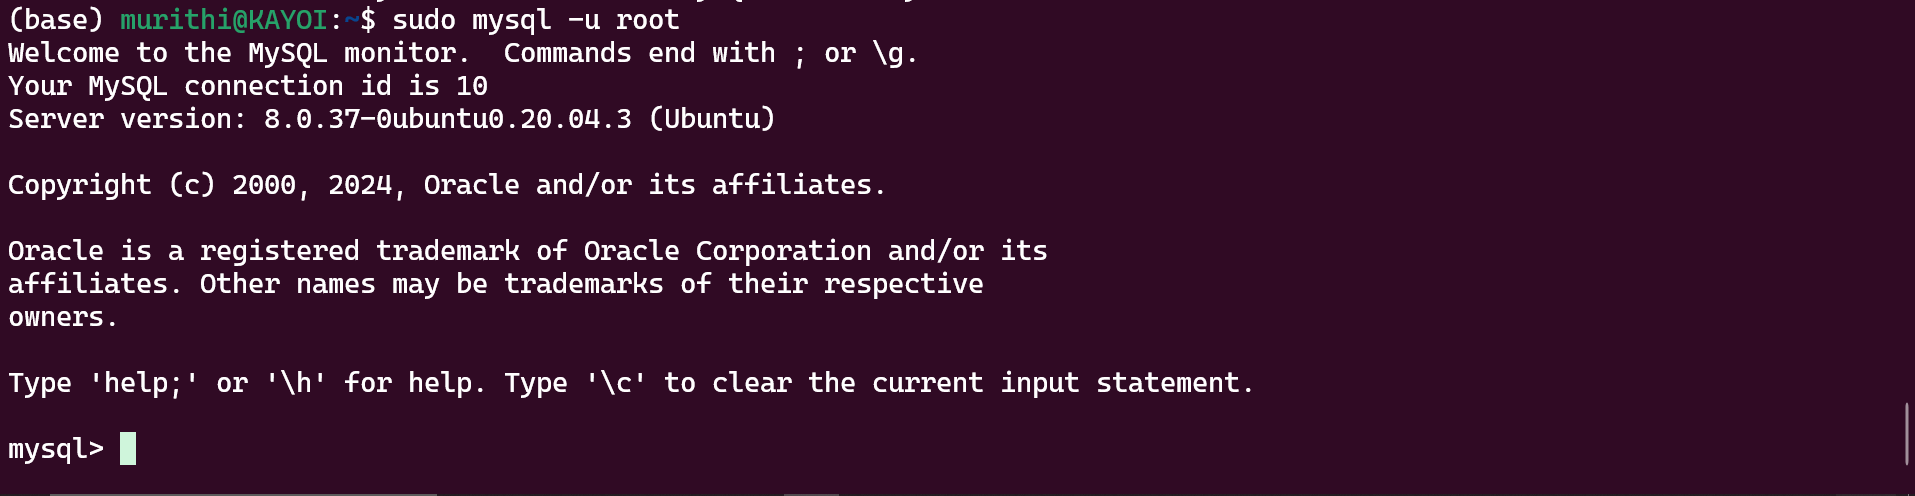 (base) murithi@KAYOI:~$ sudo mysql -u root
Welcome to the MySQL monitor.  Commands end with ; or \g.
Your MySQL connection id is 10
Server version: 8.0.37-0ubuntu0.20.04.3 (Ubuntu)
Copyright (c) 2000, 2024, Oracle and/or its affiliates.
Oracle is a registered trademark of Oracle Corporation and/or its
affiliates. Other names may be trademarks of their respective
owners.
Type 'help;' or '\h' for help. Type '\c' to clear the current input statement.
mysql>